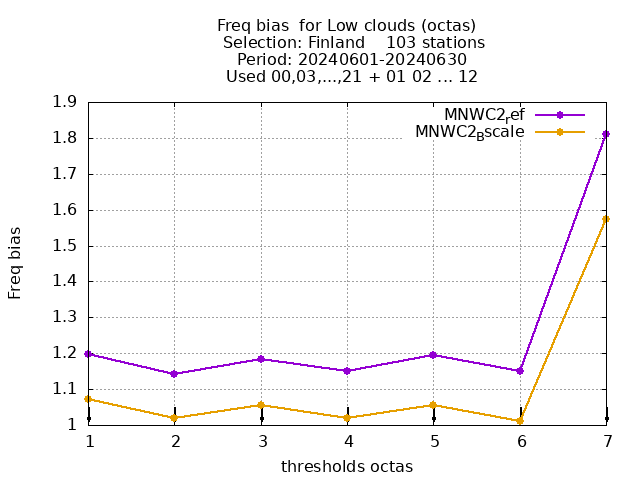 Freq bias  for Low clouds (octas)
Selection: Finland    103 stations
Period: 20240601-20240630
Used 00,03,...,21 + 01 02 ... 12
MNWC2ref
MNWC2Bscale
1.9
1.8
1.7
1.6
1.5
1.4
1.3
1.2
1.1
1
Freq bias
1 2 3 4 5 6 7
thresholds octas